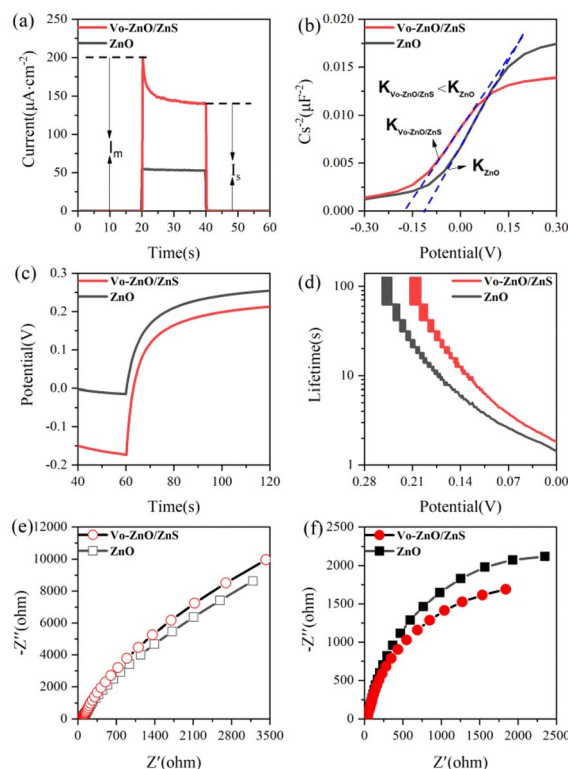 (a)
Vo-ZnO/ZnS
ZnO
250
200
150
100
50
0
Current(μA·cm⁻²)
I_m
I_s
0 10 20 30 40 50 60
Time(s)
(b)
Vo-ZnO/ZnS
ZnO
0.020
0.015
0.010
0.005
0.000
Cs⁻²(μF⁻²)
K_Vo-ZnO/ZnS < K_ZnO
K_Vo-ZnO/ZnS
K_ZnO
-0.30 -0.15 0.00 0.15 0.30
Potential(V)
(c)
Vo-ZnO/ZnS
ZnO
0.3
0.2
0.1
0.0
-0.1
-0.2
Potential(V)
40 60 80 100 120
Time(s)
(d)
Vo-ZnO/ZnS
ZnO
100
10
1
Lifetime(s)
0.28 0.21 0.14 0.07 0.00
Potential(V)
(e)
Vo-ZnO/ZnS
ZnO
12000
10000
8000
6000
4000
2000
0
-Z''(ohm)
0 700 1400 2100 2800 3500
Z'(ohm)
(f)
ZnO
Vo-ZnO/ZnS
2500
2000
1500
1000
500
0
-Z''(ohm)
0 500 1000 1500 2000 2500
Z'(ohm)